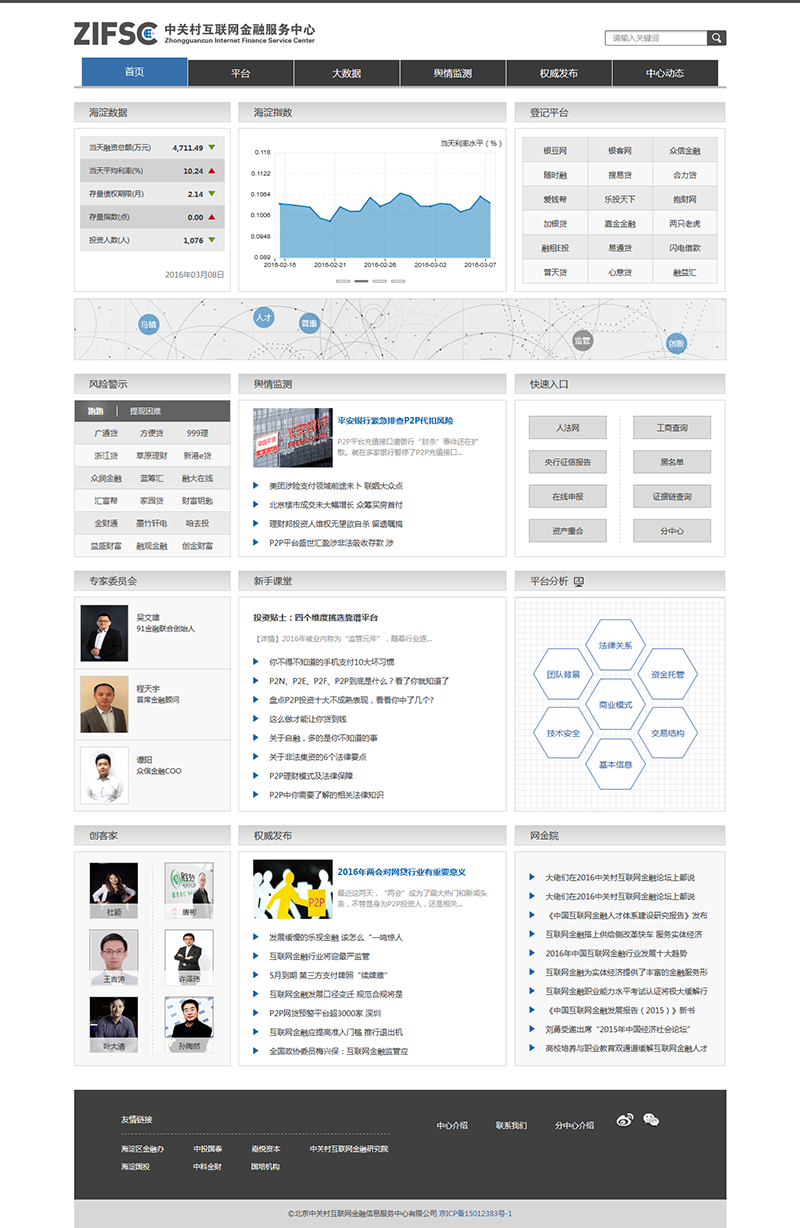 ZIFSC 中关村互联网金融服务中心
Zhongguancun Internet Finance Service Center
请输入关键词
首页 平台 大数据 舆情监测 权威发布 中心动态
海淀数据
当天融资总额(万元) 4,711.49
当天平均利率(%) 10.24
存量债权期限(月) 2.14
存量指数(点) 0.00
投资人数(人) 1,076
2016年03月08日
海淀指数
当天利率水平（%）
0.118
0.1122
0.1064
0.1006
0.0948
0.089
2016-02-16 2016-02-21 2016-02-26 2016-03-02 2016-03-07
登记平台
银豆网 银客网 众信金融
随时融 搜易贷 合力贷
爱钱帮 乐投天下 抱财网
加银贷 嘉金金融 两只老虎
融租E投 易通贷 闪电借款
普天贷 心意贷 融益汇
乌镇 人才 普惠 监管 创新
风险警示
跑路 提现困难
广通贷 方便贷 999理
浙江贷 草原理财 新港e贷
众润金融 蓝筹汇 融大在线
汇富帮 家园贷 财富钥匙
金财通 墨竹轩电 咱去投
益盛财富 融观金融 创金财富
舆情监测
平安银行紧急排查P2P代扣风险
P2P平台充值接口遭银行“封杀”事件还在扩
散。就在多家银行暂停了P2P充值接口...
美团涉险支付领域前途未卜 联姻大众点
北京楼市成交未大幅增长 众筹买房首付
理财邦投资人维权无望欲自杀 留遗嘱捐
P2P平台盛世汇盈涉非法吸收存款 涉
快速入口
人法网 工商查询
央行征信报告 黑名单
在线申报 证据链查询
资产撮合 分中心
专家委员会
吴文雄
91金融联合创始人
程天宇
首席金融顾问
谭阳
众信金融COO
新手课堂
投资贴士：四个维度挑选靠谱平台
【详情】2016年被业内称为“监管元年”，随着行业逐...
你不得不知道的手机支付10大坏习惯
P2N、P2E、P2F、P2P到底是什么？看了你就知道了
盘点P2P投资十大不成熟表现，看看你中了几个?
这么做才能让你贷到钱
关于自融，多的是你不知道的事
关于非法集资的6个法律要点
P2P理财模式及法律保障
P2P中你需要了解的相关法律知识
平台分析
法律关系
团队背景 资金托管
商业模式
技术安全 交易结构
基本信息
创客家
杜颖 唐彬
王吉涛 许泽玮
叶大清 孙陶然
权威发布
P2P
2016年两会对网贷行业有重要意义
最近这两天，“两会”成为了最大热门和新闻头
条，不管是身为P2P投资人，还是相关...
发展缓慢的乐视金融 该怎么“一鸣惊人
互联网金融行业将迎最严监管
5月到期 第三方支付牌照“续牌难”
互联网金融发展口径变迁 规范合规将是
P2P网贷预警平台超3000家 深圳
互联网金融应提高准入门槛 推行退出机
全国政协委员梅兴保：互联网金融监管应
网金院
大佬们在2016中关村互联网金融论坛上都说
大佬们在2016中关村互联网金融论坛上都说
《中国互联网金融人才体系建设研究报告》发布
互联网金融搭上供给侧改革快车 服务实体经济
2016年中国互联网金融行业发展十大趋势
互联网金融为实体经济提供了丰富的金融服务形
互联网金融职业能力水平考试认证将极大缓解行
《中国互联网金融发展报告（2015）》新书
刘勇受邀出席“2015年中国经济社会论坛”
高校培养与职业教育双通道缓解互联网金融人才
友情链接
海淀区金融办 中投国泰 嘉悦资本 中关村互联网金融研究院
海淀国投 中科金财 国培机构
中心介绍 联系我们 分中心介绍
©北京中关村互联网金融信息服务中心有限公司 京ICP备15012383号-1